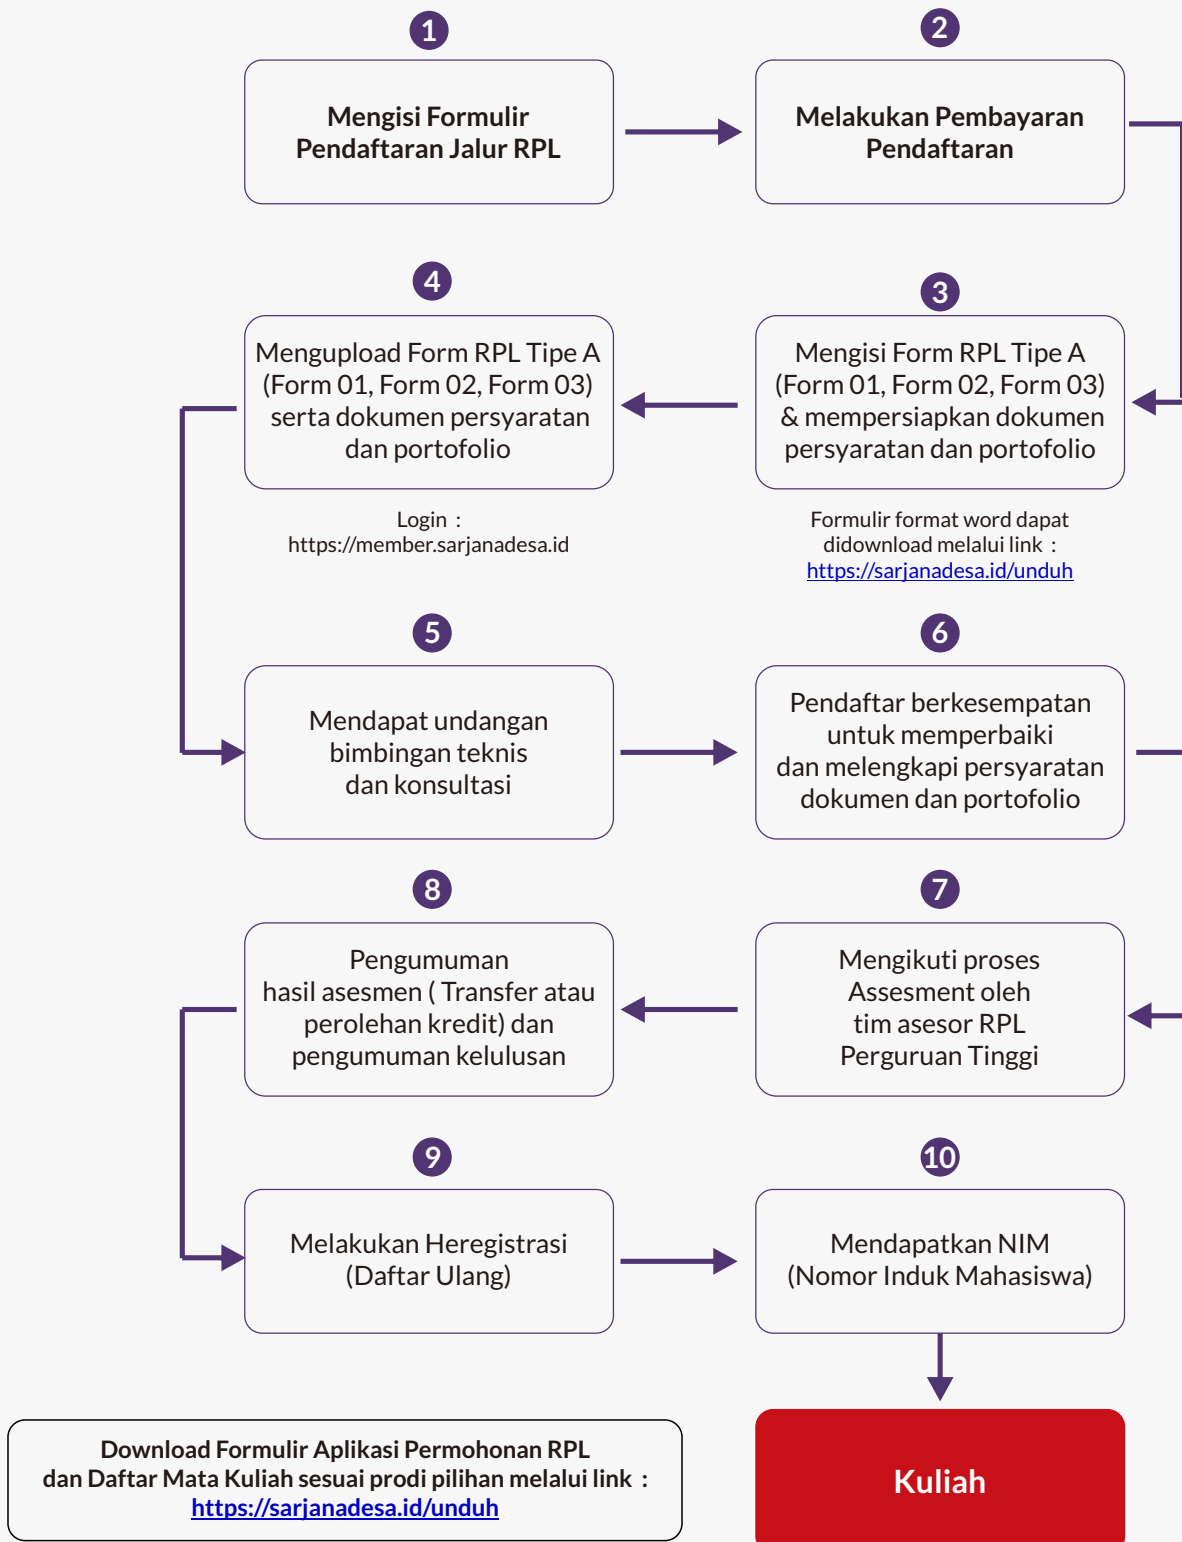 1
Mengisi Formulir
Pendaftaran Jalur RPL
2
Melakukan Pembayaran
Pendaftaran
3
Mengisi Form RPL Tipe A
(Form 01, Form 02, Form 03)
& mempersiapkan dokumen
persyaratan dan portofolio
Formulir format word dapat
didownload melalui link :
https://sarjanadesa.id/unduh
4
Mengupload Form RPL Tipe A
(Form 01, Form 02, Form 03)
serta dokumen persyaratan
dan portofolio
Login :
https://member.sarjanadesa.id
5
Mendapat undangan
bimbingan teknis
dan konsultasi
6
Pendaftar berkesempatan
untuk memperbaiki
dan melengkapi persyaratan
dokumen dan portofolio
7
Mengikuti proses
Assesment oleh
tim asesor RPL
Perguruan Tinggi
8
Pengumuman
hasil asesmen ( Transfer atau
perolehan kredit) dan
pengumuman kelulusan
9
Melakukan Heregistrasi
(Daftar Ulang)
10
Mendapatkan NIM
(Nomor Induk Mahasiswa)
Kuliah
Download Formulir Aplikasi Permohonan RPL
dan Daftar Mata Kuliah sesuai prodi pilihan melalui link :
https://sarjanadesa.id/unduh